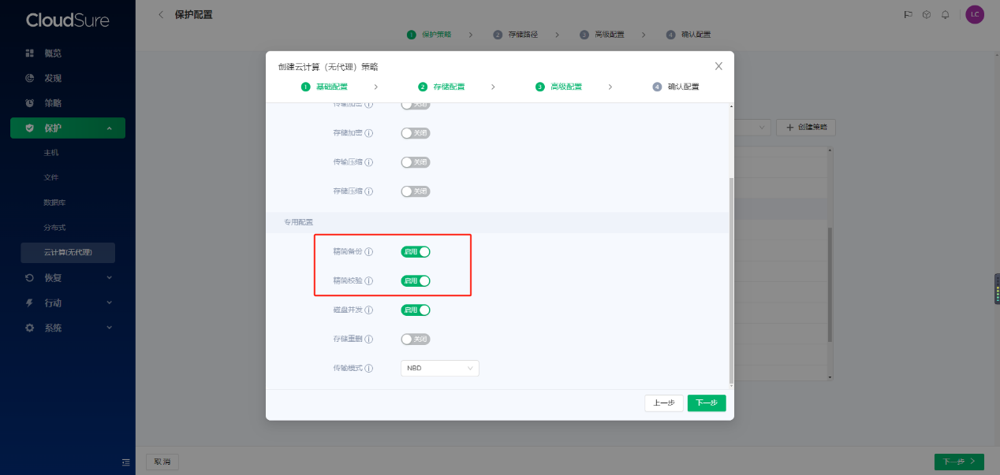 CloudSure
保护配置
LC
1 保护策略
2 存储路径
3 高级配置
4 确认配置
概览
发现
策略
保护
主机
文件
数据库
分布式
云计算(无代理)
恢复
行动
系统
创建策略
创建云计算（无代理）策略
1 基础配置
2 存储配置
3 高级配置
4 确认配置
传输加密 关闭
存储加密 关闭
传输压缩 关闭
存储压缩 关闭
专用配置
精简备份 启用
精简校验 启用
磁盘并发 启用
存储重删 关闭
传输模式 NBD
上一步
下一步
取消
下一步